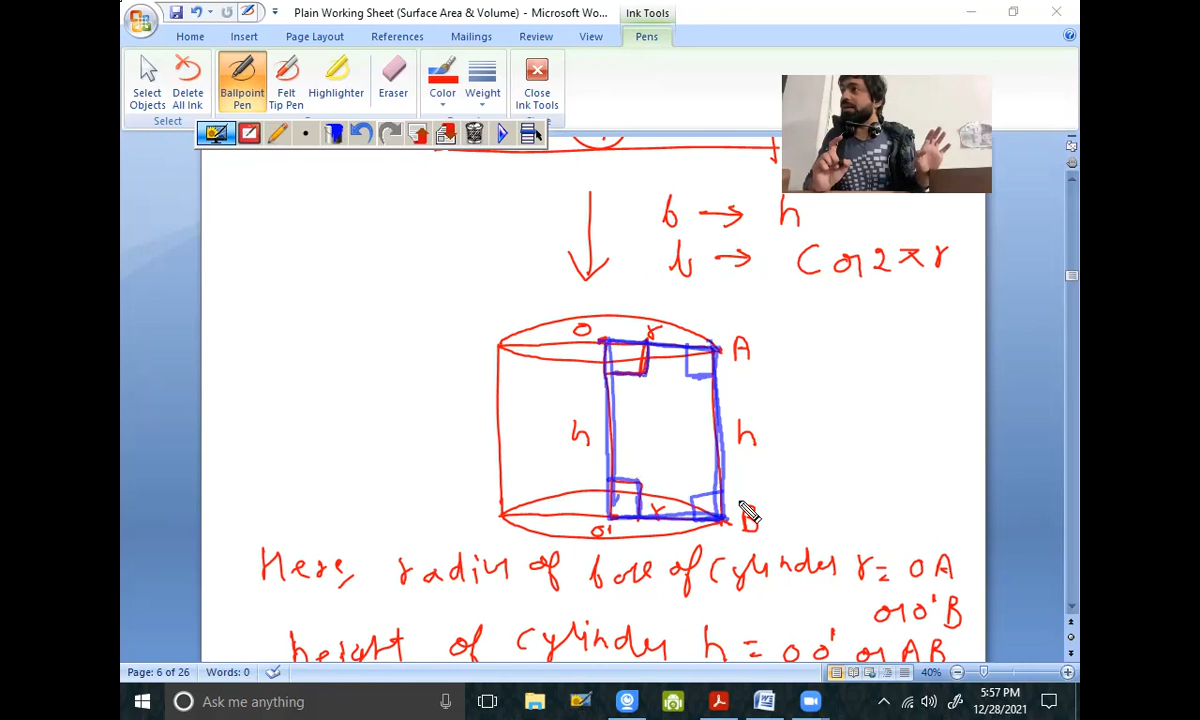 Plain Working Sheet (Surface Area & Volume) - Microsoft Wo...
Ink Tools
Home
Insert
Page Layout
References
Mailings
Review
View
Pens
Select Objects
Delete All Ink
Ballpoint Pen
Felt Tip Pen
Highlighter
Eraser
Color
Weight
Close Ink Tools
Select
Close
b → h
→ C or 2πr
O
r
A
h
h
r
O'
B
Here, radius of base of cylinder r = OA
or O'B
height of cylinder h = OO' or AB
Page: 6 of 26
Words: 0
40%
Ask me anything
5:57 PM
12/28/2021